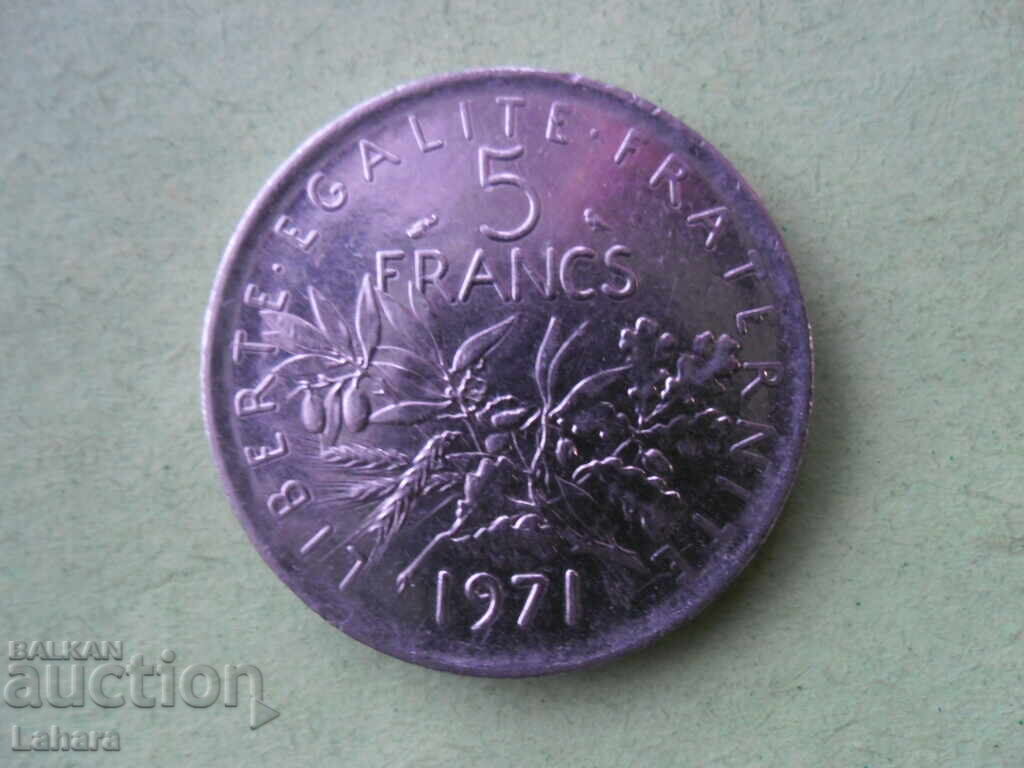 LIBERTE · EGALITE · FRATERNITE
5
FRANCS
1971
BALKAN
auction
Lahara